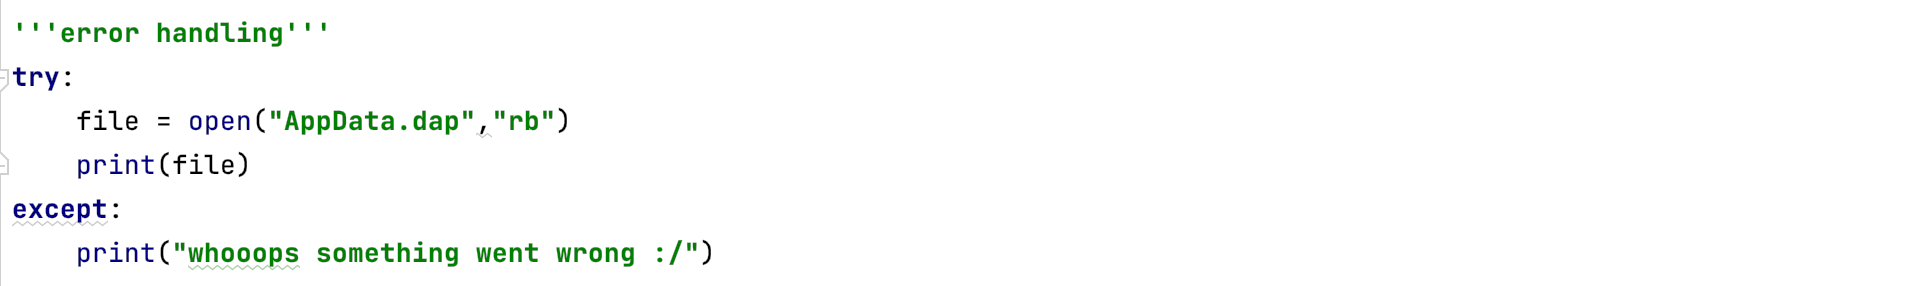 '''error handling'''
try:
    file = open("AppData.dap","rb")
    print(file)
except:
    print("whooops something went wrong :/")